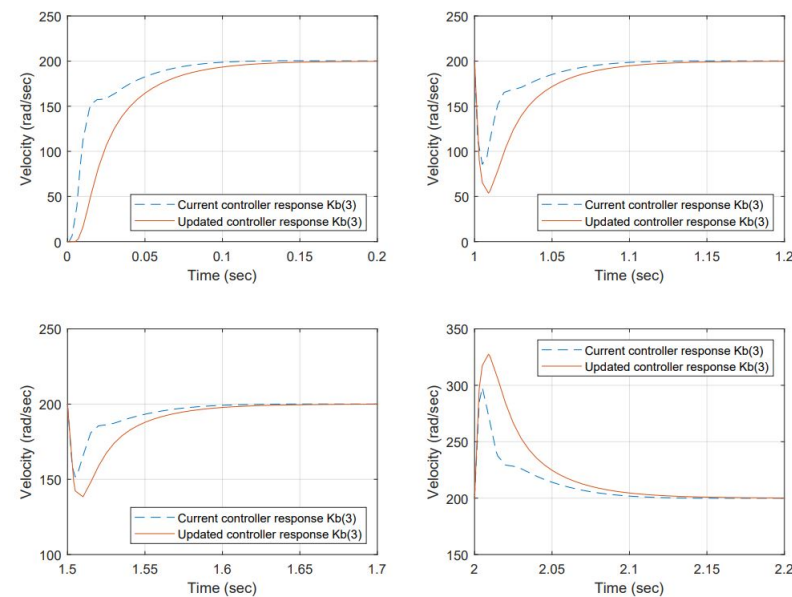 250
200
150
100
50
0
Velocity (rad/sec)
Current controller response Kb(3)
Updated controller response Kb(3)
0 0.05 0.1 0.15 0.2
Time (sec)
250
200
150
100
50
0
Velocity (rad/sec)
Current controller response Kb(3)
Updated controller response Kb(3)
1 1.05 1.1 1.15 1.2
Time (sec)
250
200
150
100
Velocity (rad/sec)
Current controller response Kb(3)
Updated controller response Kb(3)
1.5 1.55 1.6 1.65 1.7
Time (sec)
350
300
250
200
150
Velocity (rad/sec)
Current controller response Kb(3)
Updated controller response Kb(3)
2 2.05 2.1 2.15 2.2
Time (sec)